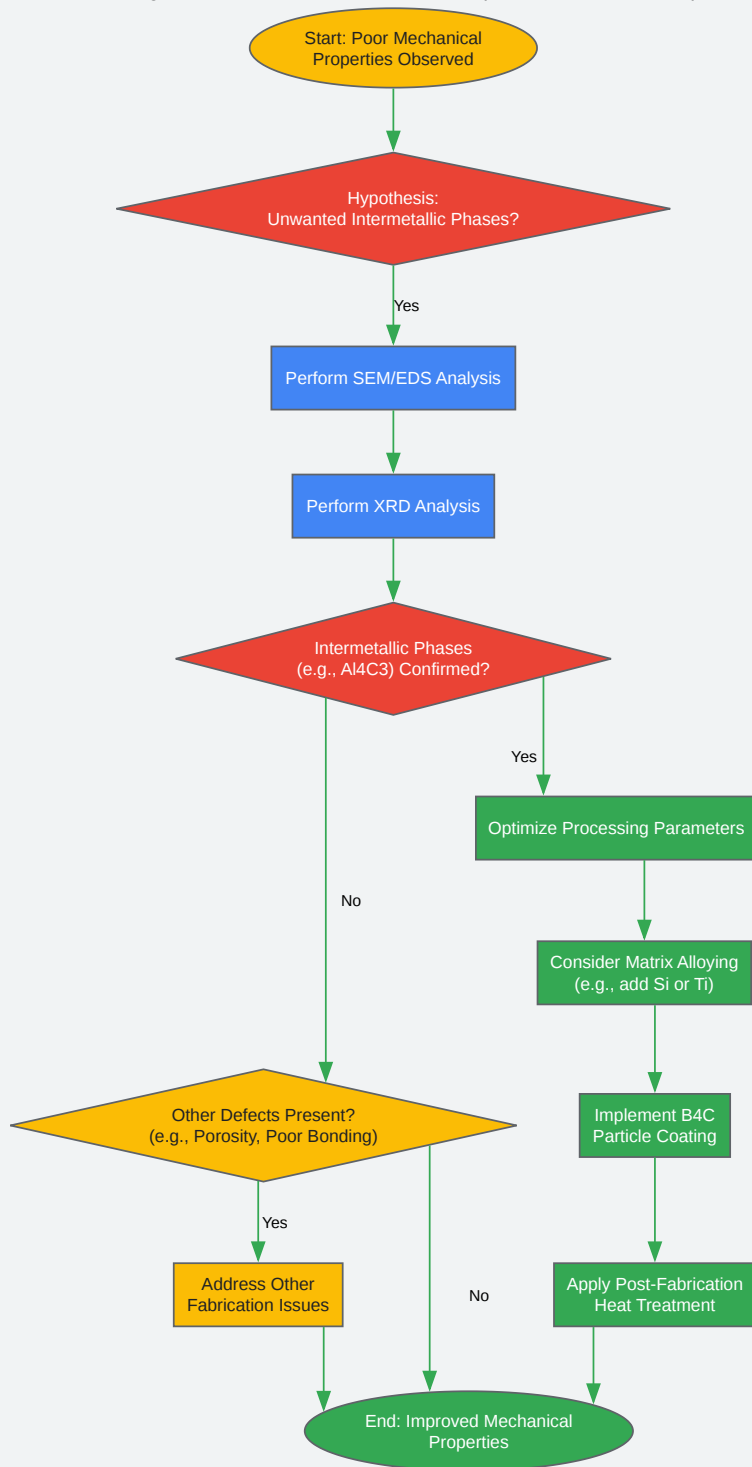 Start: Poor Mechanical
Properties Observed
Hypothesis:
Unwanted Intermetallic Phases?
Yes
Perform SEM/EDS Analysis
Perform XRD Analysis
Intermetallic Phases
(e.g., Al4C3) Confirmed?
Yes
Optimize Processing Parameters
No
Consider Matrix Alloying
(e.g., add Si or Ti)
Other Defects Present?
(e.g., Porosity, Poor Bonding)
Implement B4C
Particle Coating
Yes
Address Other
Fabrication Issues
No
Apply Post-Fabrication
Heat Treatment
End: Improved Mechanical
Properties